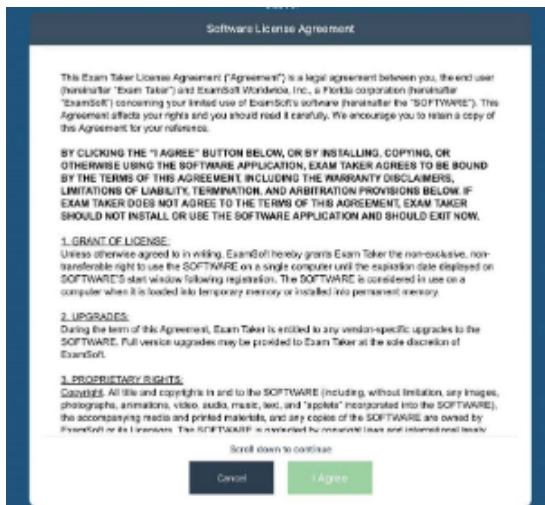 Software License Agreement
This Exam Taker License Agreement ("Agreement") is a legal agreement between you, the end user
(hereinafter "Exam Taker") and ExamSoft Worldwide, Inc., a Florida corporation (hereinafter
"ExamSoft") concerning your limited use of ExamSoft's software (hereinafter the "SOFTWARE"). This
Agreement affects your rights and you should read it carefully. We encourage you to retain a copy of
this Agreement for your reference.
BY CLICKING THE "I AGREE" BUTTON BELOW, OR BY INSTALLING, COPYING, OR
OTHERWISE USING THE SOFTWARE APPLICATION, EXAM TAKER AGREES TO BE BOUND
BY THE TERMS OF THIS AGREEMENT, INCLUDING THE WARRANTY DISCLAIMERS,
LIMITATIONS OF LIABILITY, TERMINATION, AND ARBITRATION PROVISIONS BELOW. IF
EXAM TAKER DOES NOT AGREE TO THE TERMS OF THIS AGREEMENT, EXAM TAKER
SHOULD NOT INSTALL OR USE THE SOFTWARE APPLICATION AND SHOULD EXIT NOW.
1. GRANT OF LICENSE:
Unless otherwise agreed to in writing, ExamSoft hereby grants Exam Taker the non-exclusive, non-
transferable right to use the SOFTWARE on a single computer until the expiration date displayed on
SOFTWARE'S start window following registration. The SOFTWARE is considered in use on a
computer when it is loaded into temporary memory or installed into permanent memory.
2. UPGRADES:
During the term of this Agreement, Exam Taker is entitled to any version-specific upgrades to the
SOFTWARE. Full version upgrades may be provided to Exam Taker at the sole discretion of
ExamSoft.
3. PROPRIETARY RIGHTS:
Copyright. All title and copyrights in and to the SOFTWARE (including, without limitation, any images,
photographs, animations, video, audio, music, text, and "applets" incorporated into the SOFTWARE),
the accompanying media and printed materials, and any copies of the SOFTWARE are owned by
ExamSoft or its Licensors. The SOFTWARE is protected by copyright laws and international treaty
Scroll down to continue
Cancel
I Agree